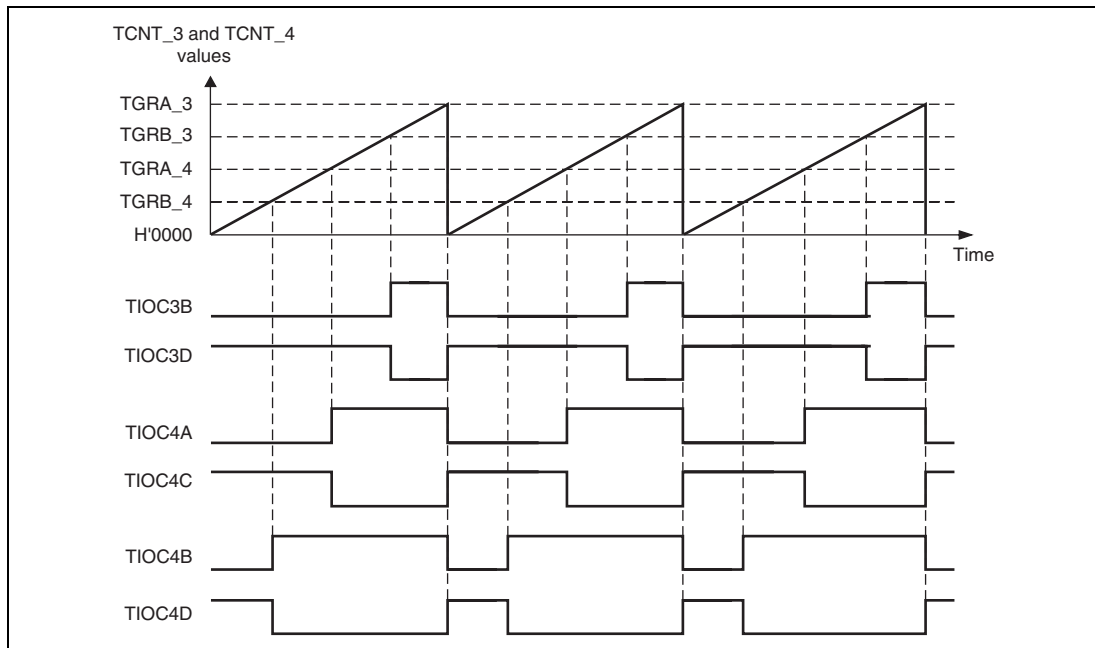 TCNT_3 and TCNT_4
values
TGRA_3
TGRB_3
TGRA_4
TGRB_4
H'0000
Time
TIOC3B
TIOC3D
TIOC4A
TIOC4C
TIOC4B
TIOC4D